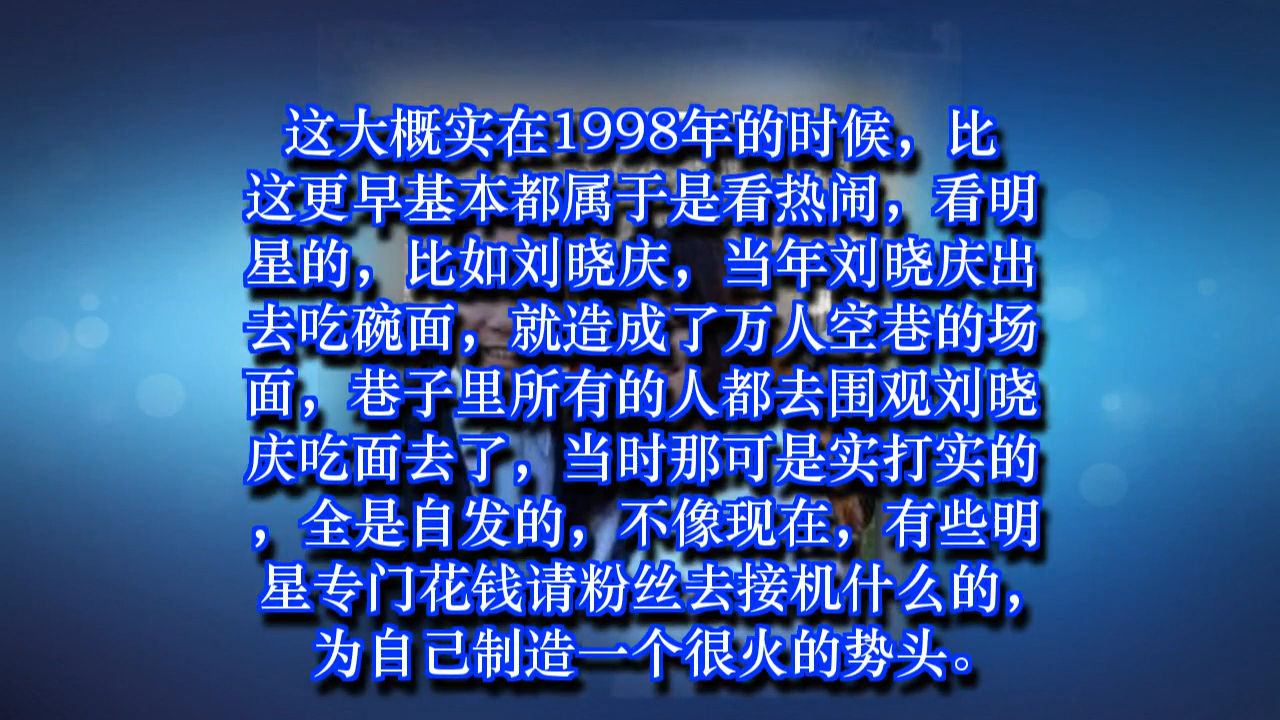 这大概实在1998年的时候，比
这更早基本都属于是看热闹，看明
星的，比如刘晓庆，当年刘晓庆出
去吃碗面，就造成了万人空巷的场
面，巷子里所有的人都去围观刘晓
庆吃面去了，当时那可是实打实的
，全是自发的，不像现在，有些明
星专门花钱请粉丝去接机什么的，
为自己制造一个很火的势头。